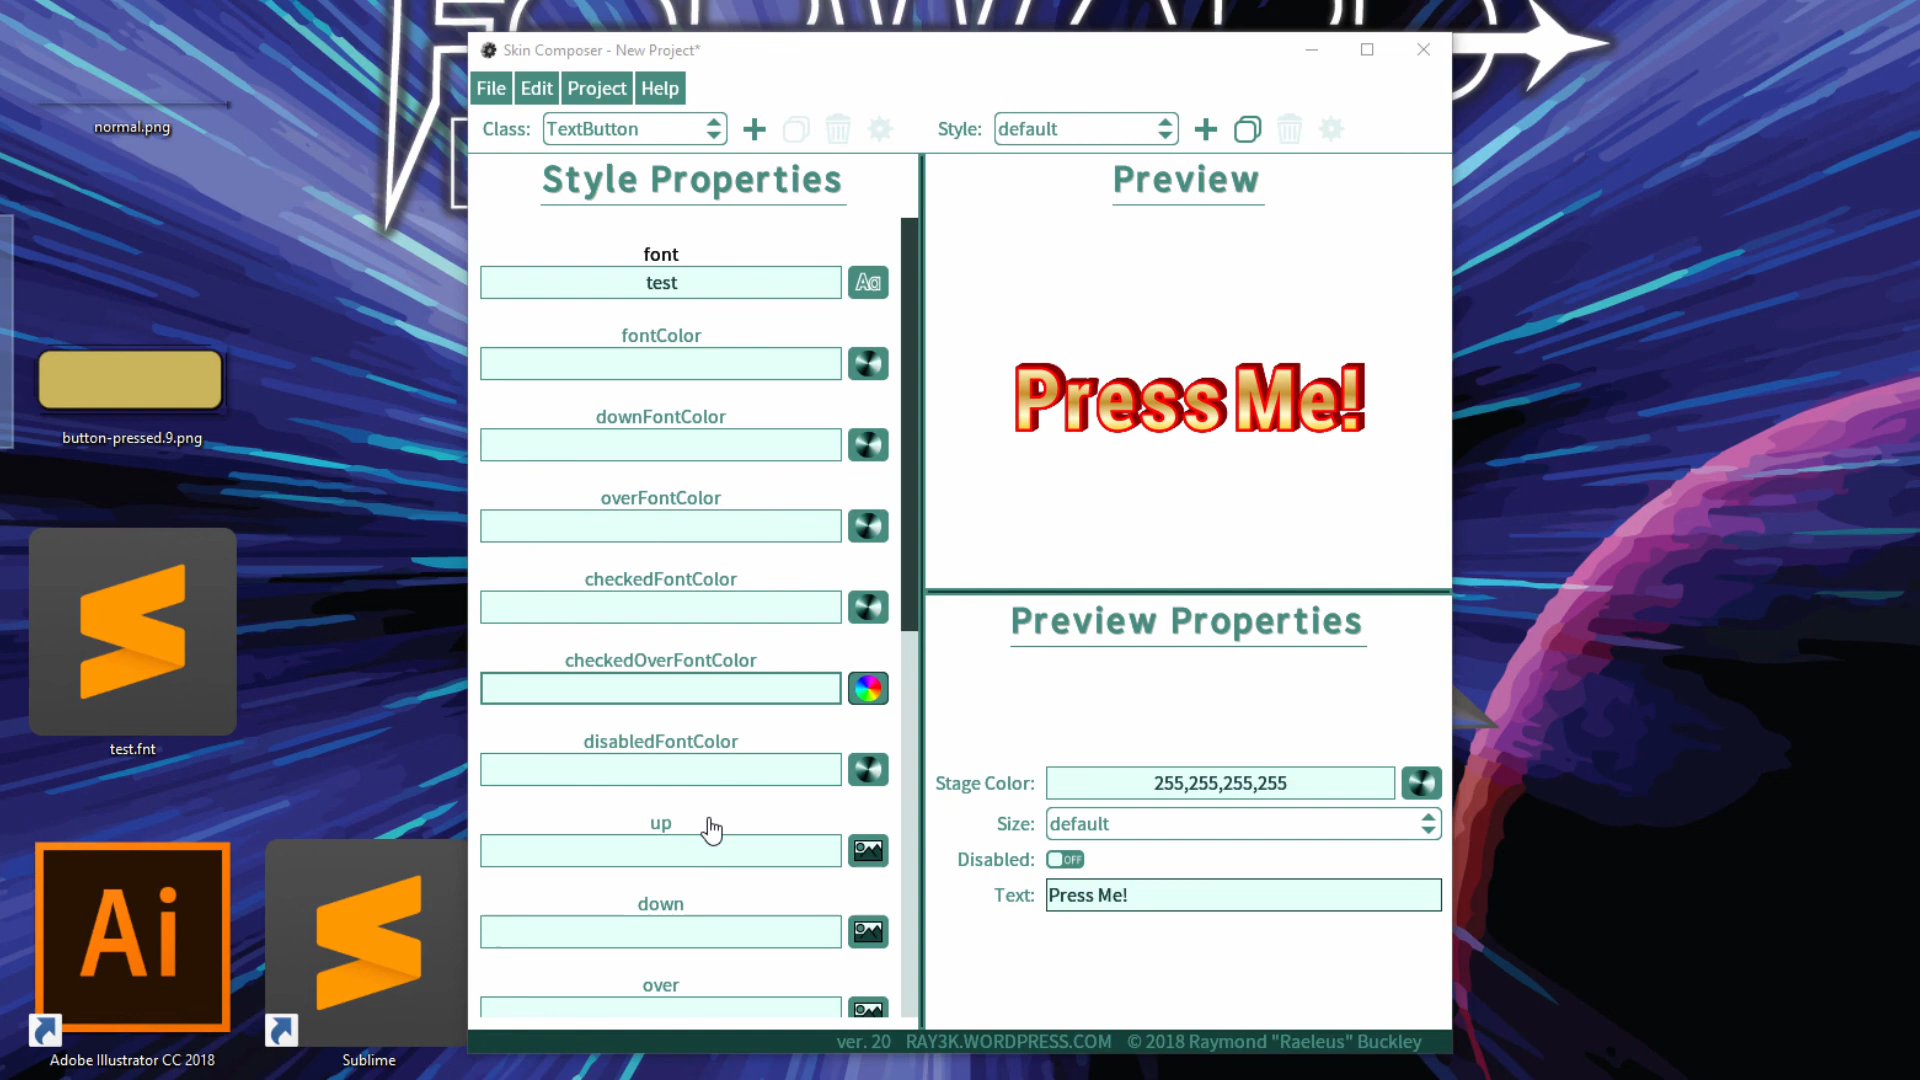 Skin Composer - New Project*
File Edit Project Help
Class: TextButton
Style: default
Style Properties
font
test
fontColor
downFontColor
overFontColor
checkedFontColor
checkedOverFontColor
disabledFontColor
up
down
over
Preview
Press Me!
Preview Properties
Stage Color: 255,255,255,255
Size: default
Disabled: OFF
Text: Press Me!
ver. 20 RAY3K.WORDPRESS.COM © 2018 Raymond "Raeleus" Buckley
normal.png
button-pressed.9.png
test.fnt
Ai
Adobe Illustrator CC 2018
Sublime
Aa